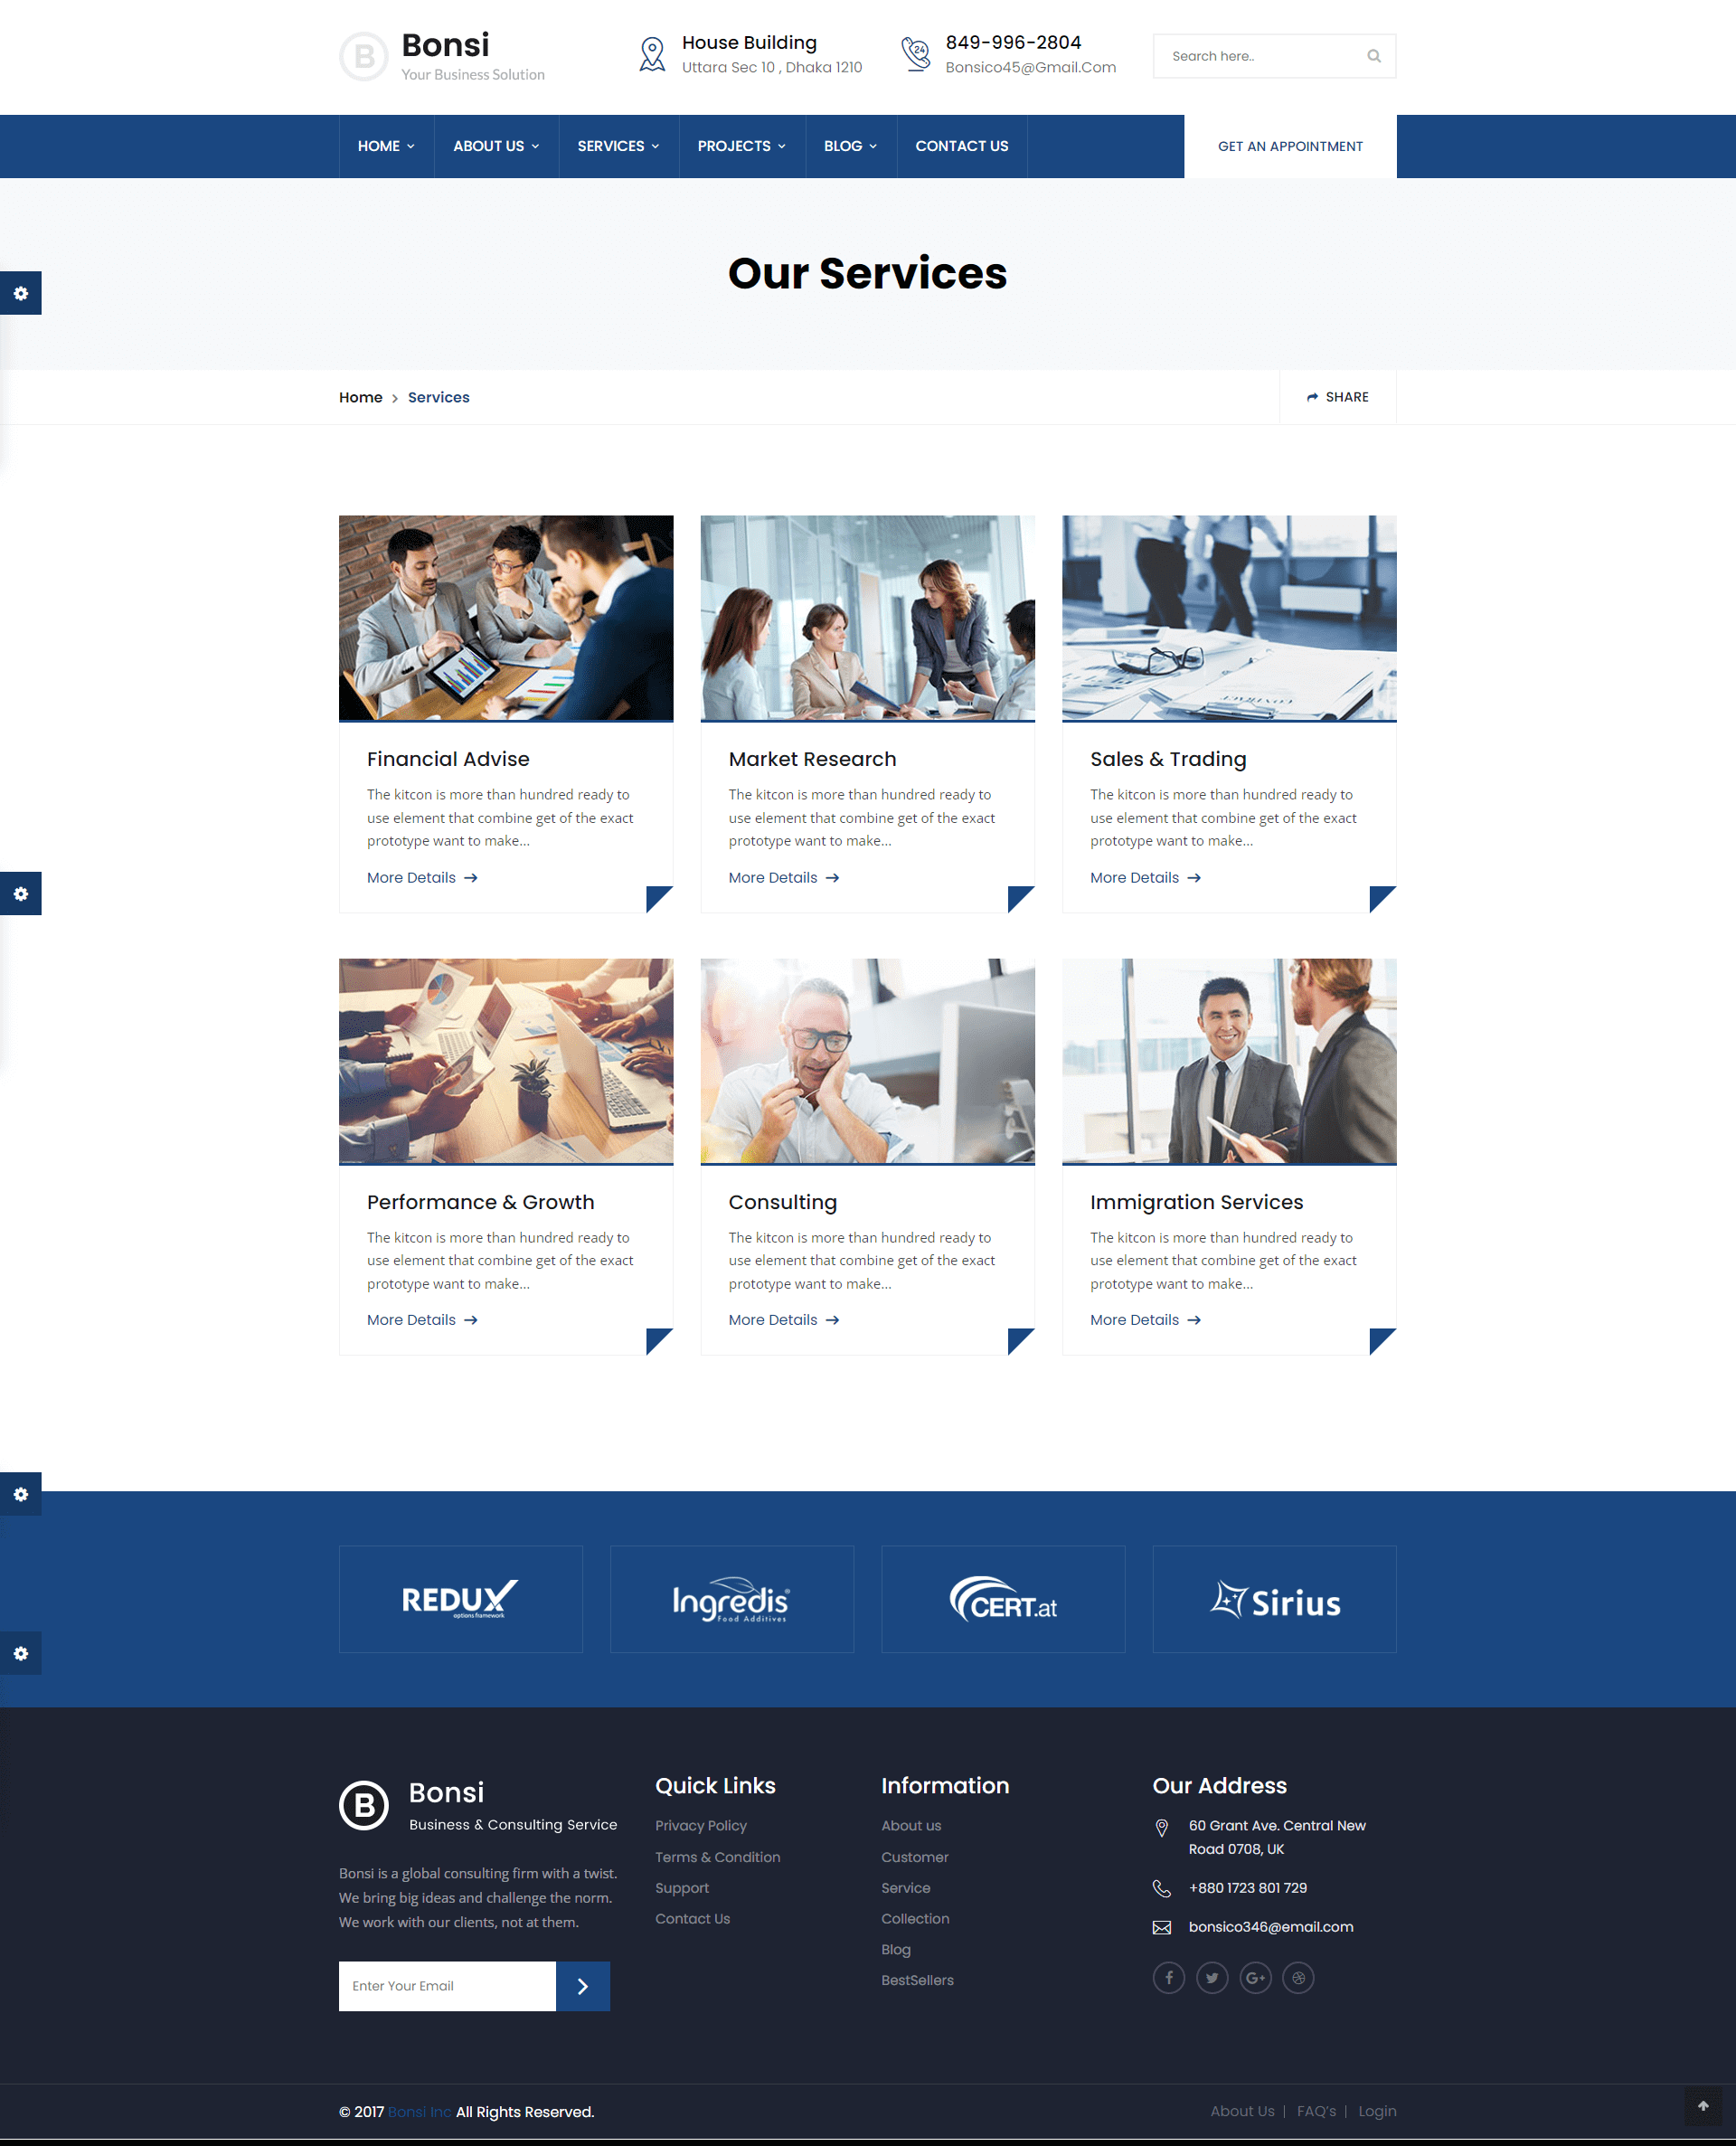 B
Bonsi
Your Business Solution
House Building
Uttara Sec 10 , Dhaka 1210
24
849-996-2804
Bonsico45@Gmail.Com
Search here..
HOME
ABOUT US
SERVICES
PROJECTS
BLOG
CONTACT US
GET AN APPOINTMENT
Our Services
Home
Services
SHARE
Financial Advise
The kitcon is more than hundred ready to
use element that combine get of the exact
prototype want to make...
More Details
Market Research
The kitcon is more than hundred ready to
use element that combine get of the exact
prototype want to make...
More Details
Sales & Trading
The kitcon is more than hundred ready to
use element that combine get of the exact
prototype want to make...
More Details
Performance & Growth
The kitcon is more than hundred ready to
use element that combine get of the exact
prototype want to make...
More Details
Consulting
The kitcon is more than hundred ready to
use element that combine get of the exact
prototype want to make...
More Details
Immigration Services
The kitcon is more than hundred ready to
use element that combine get of the exact
prototype want to make...
More Details
REDUX
options framework
Ingredis®
Food Additives
CERT.at
Sirius
B
Bonsi
Business & Consulting Service
Bonsi is a global consulting firm with a twist.
We bring big ideas and challenge the norm.
We work with our clients, not at them.
Enter Your Email
Quick Links
Privacy Policy
Terms & Condition
Support
Contact Us
Information
About us
Customer
Service
Collection
Blog
BestSellers
Our Address
60 Grant Ave. Central New
Road 0708, UK
+880 1723 801 729
bonsico346@email.com
© 2017 Bonsi Inc All Rights Reserved.
About Us | FAQ's | Login